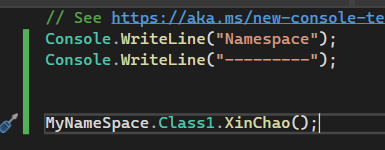 // See https://aka.ms/new-console-te
Console.WriteLine("Namespace");
Console.WriteLine("---------");
MyNameSpace.Class1.XinChao();